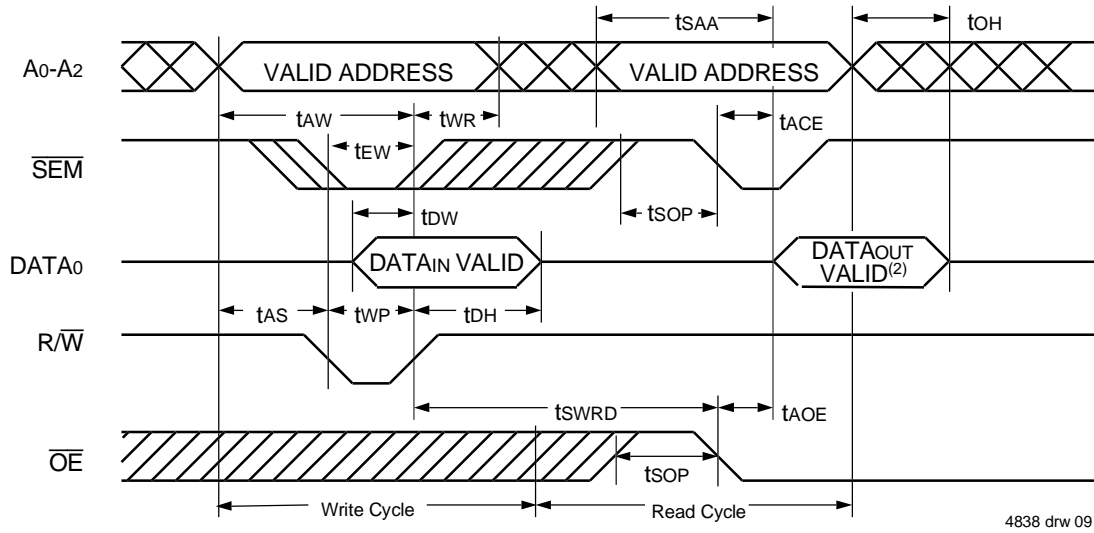 tSAA
tOH
A0-A2
VALID ADDRESS
VALID ADDRESS
tAW
tWR
tACE
tEW
SEM
tSOP
tDW
DATA0
DATAIN VALID
DATAOUT
VALID(2)
tAS
tWP
tDH
R/W
tSWRD
tAOE
OE
tSOP
Write Cycle
Read Cycle
4838 drw 09